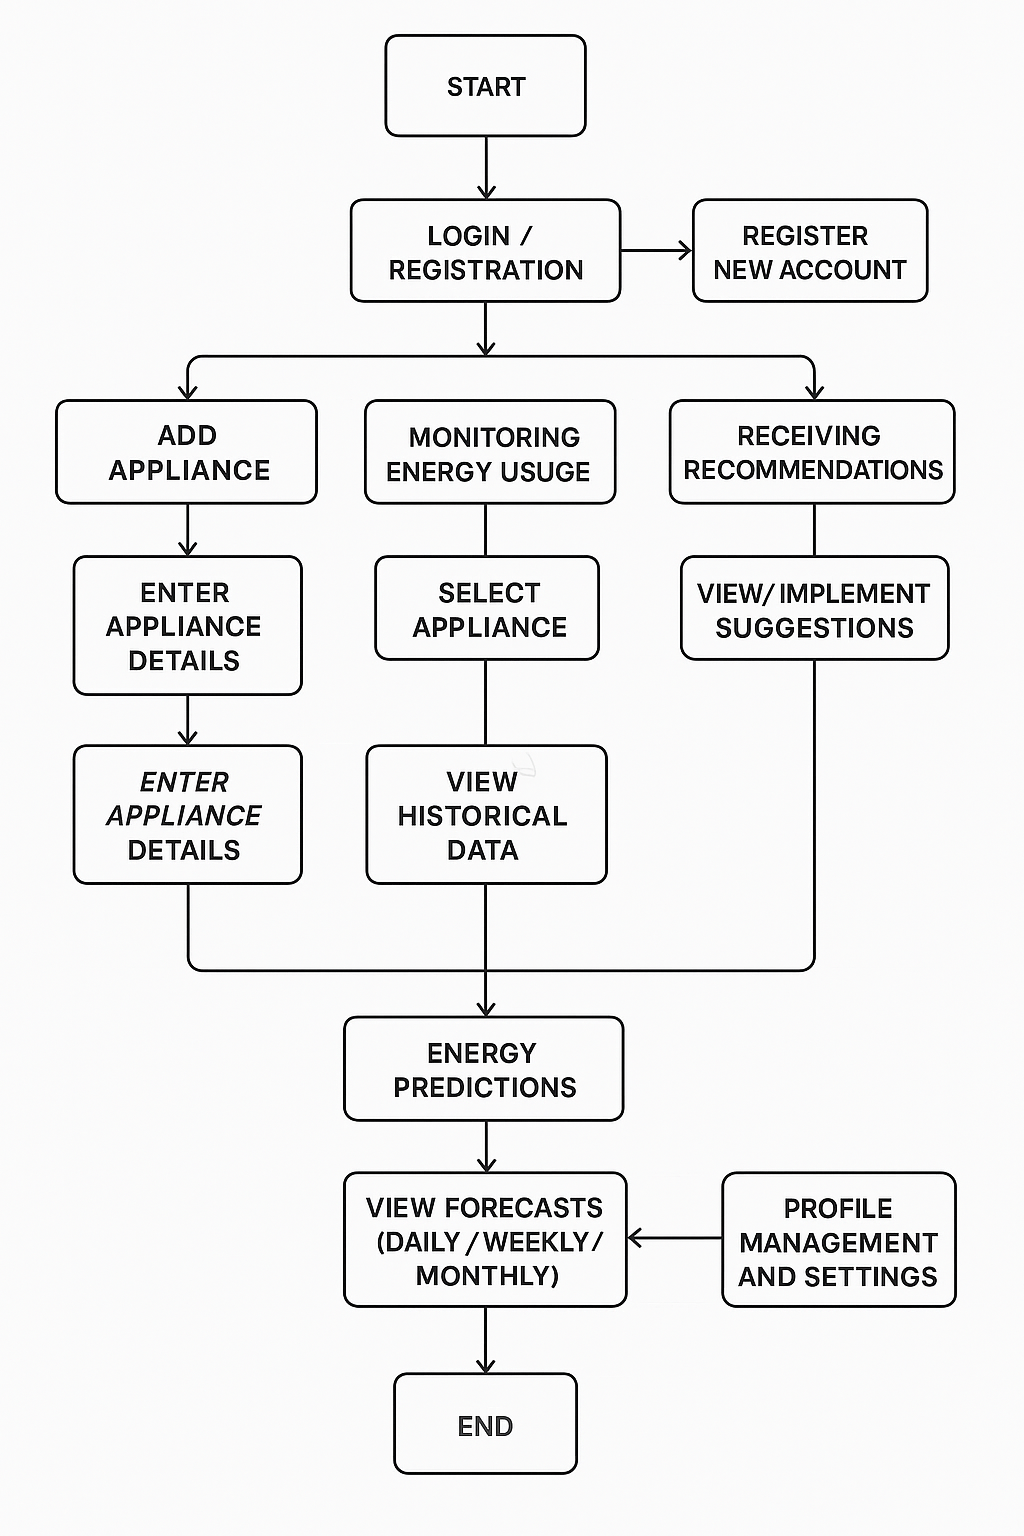 START
LOGIN /
REGISTRATION
REGISTER
NEW ACCOUNT
ADD
APPLIANCE
MONITORING
ENERGY USUGE
RECEIVING
RECOMMENDATIONS
ENTER
APPLIANCE
DETAILS
SELECT
APPLIANCE
VIEW/ IMPLEMENT
SUGGESTIONS
ENTER
APPLIANCE
DETAILS
VIEW
HISTORICAL
DATA
ENERGY
PREDICTIONS
VIEW FORECASTS
(DAILY / WEEKLY/
MONTHLY)
PROFILE
MANAGEMENT
AND SETTINGS
END